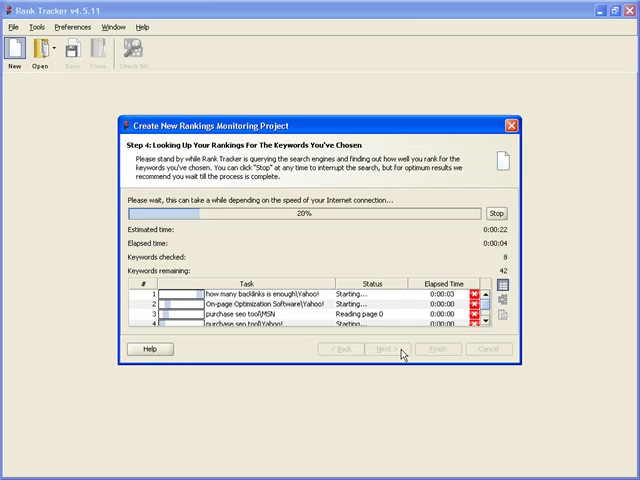 Rank Tracker v4.5.11
File Tools Preferences Window Help
New Open Save Close Check All
Create New Rankings Monitoring Project
Step 4: Looking Up Your Rankings For The Keywords You've Chosen
Please stand by while Rank Tracker is querying the search engines and finding out how well you rank for the
keywords you've chosen. You can click "Stop" at any time to interrupt the search, but for optimum results we
recommend you wait till the process is complete.
Please wait, this can take a while depending on the speed of your Internet connection...
20% Stop
Estimated time: 0:00:22
Elapsed time: 0:00:04
Keywords checked: 8
Keywords remaining: 42
# Task Status Elapsed Time
1 how many backlinks is enough\Yahoo! Starting... 0:00:03
2 On-page Optimization Software\Yahoo! Starting... 0:00:00
3 purchase seo tool\MSN Reading page 0 0:00:00
4 purchase seo tool\Yahoo! Starting... 0:00:00
Help < Back Next > Finish Cancel